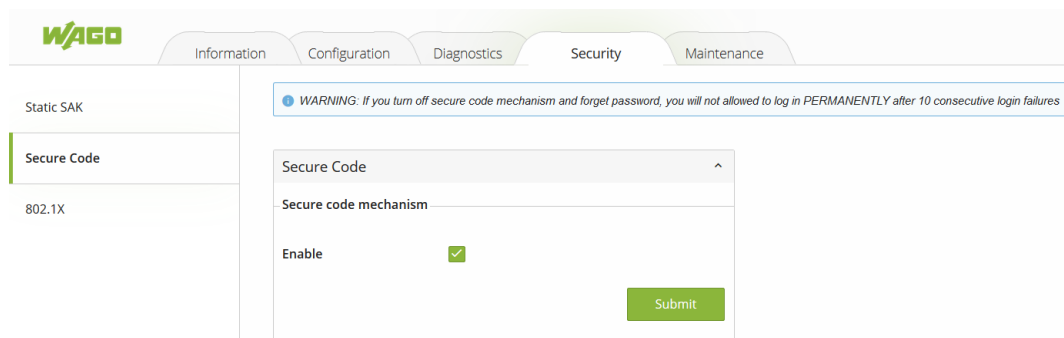 WAGO
Information Configuration Diagnostics Security Maintenance
Static SAK
Secure Code
802.1X
WARNING: If you turn off secure code mechanism and forget password, you will not allowed to log in PERMANENTLY after 10 consecutive login failures
Secure Code
Secure code mechanism
Enable
Submit